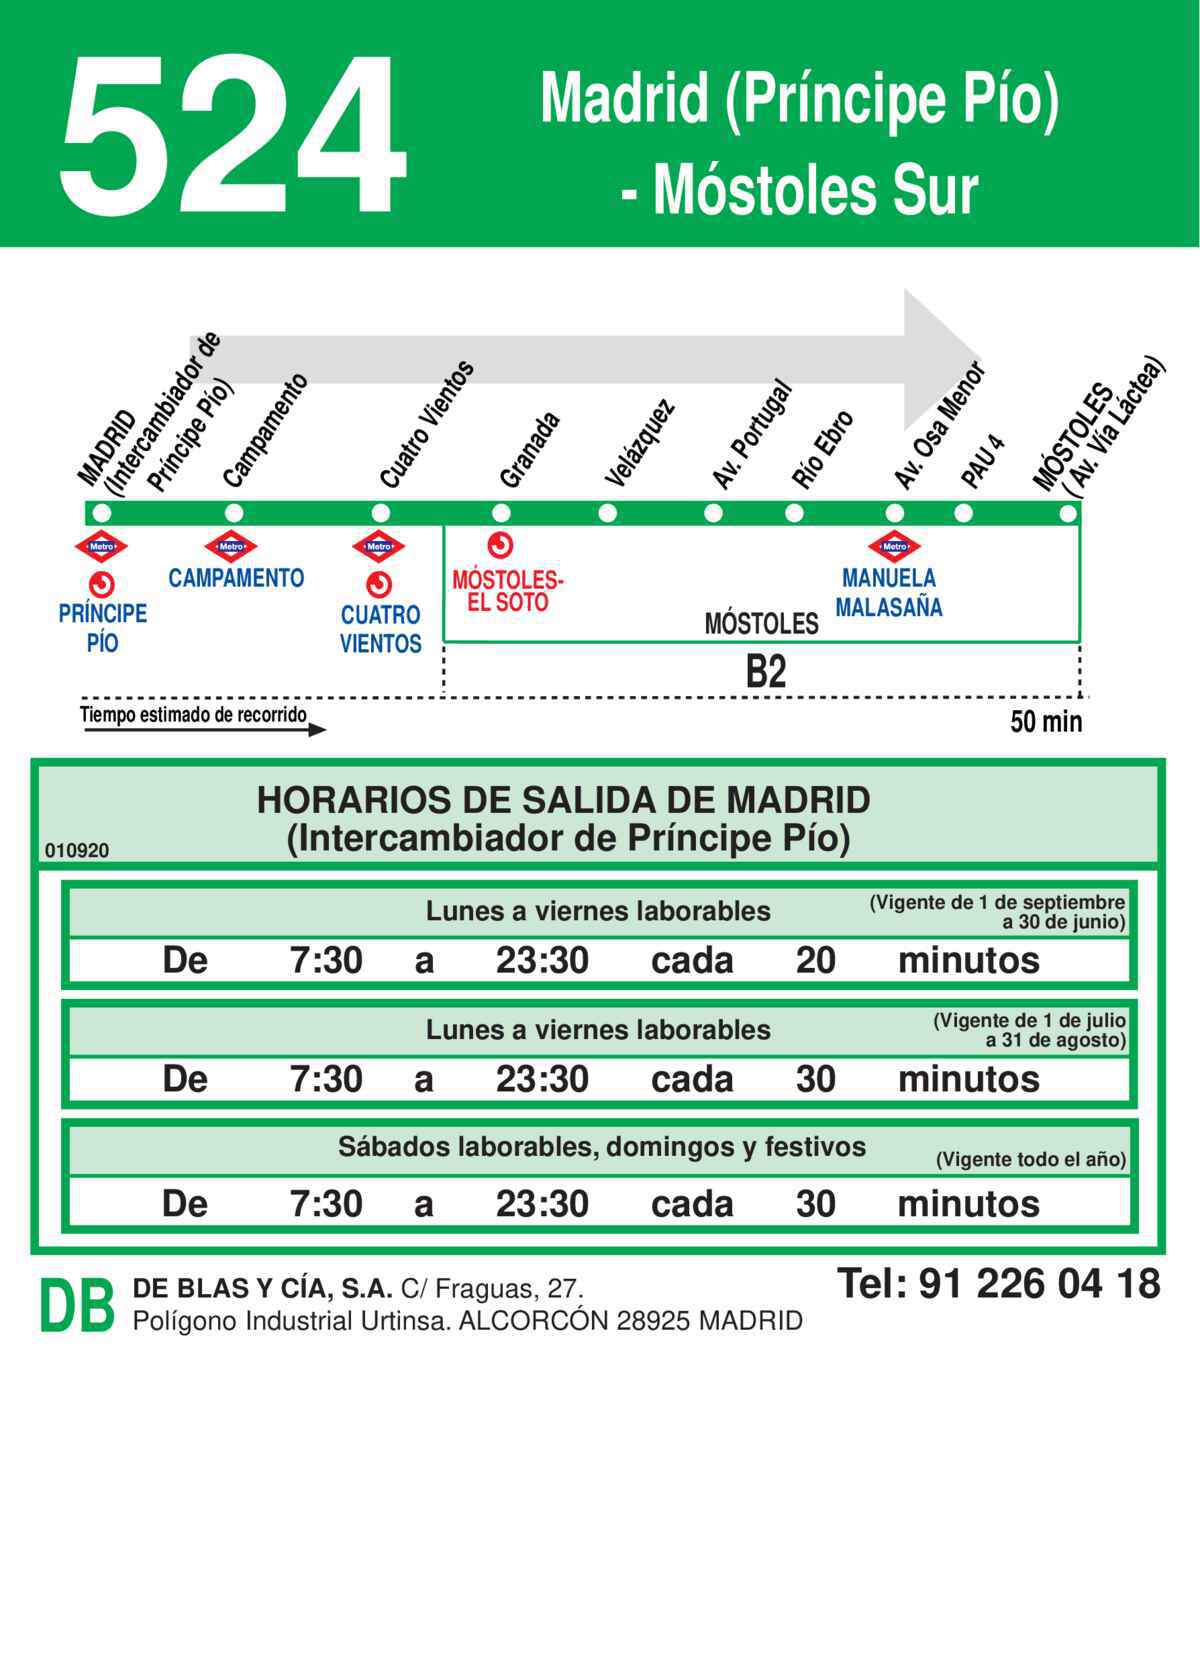 524
Madrid (Príncipe Pío)
- Móstoles Sur
MADRID
(Intercambiador de
Príncipe Pío)
Campamento
Cuatro Vientos
Granada
Velázquez
Av. Portugal
Río Ebro
Av. Osa Menor
PAU 4
MÓSTOLES
( Av. Vía Láctea)
Metro
Metro
Metro
Metro
PRÍNCIPE
PÍO
CAMPAMENTO
CUATRO
VIENTOS
MÓSTOLES-
EL SOTO
MANUELA
MALASAÑA
MÓSTOLES
B2
Tiempo estimado de recorrido
50 min
HORARIOS DE SALIDA DE MADRID
(Intercambiador de Príncipe Pío)
010920
Lunes a viernes laborables
(Vigente de 1 de septiembre
a 30 de junio)
De 7:30 a 23:30 cada 20 minutos
Lunes a viernes laborables
(Vigente de 1 de julio
a 31 de agosto)
De 7:30 a 23:30 cada 30 minutos
Sábados laborables, domingos y festivos
(Vigente todo el año)
De 7:30 a 23:30 cada 30 minutos
DB
DE BLAS Y CÍA, S.A. C/ Fraguas, 27.
Polígono Industrial Urtinsa. ALCORCÓN 28925 MADRID
Tel: 91 226 04 18